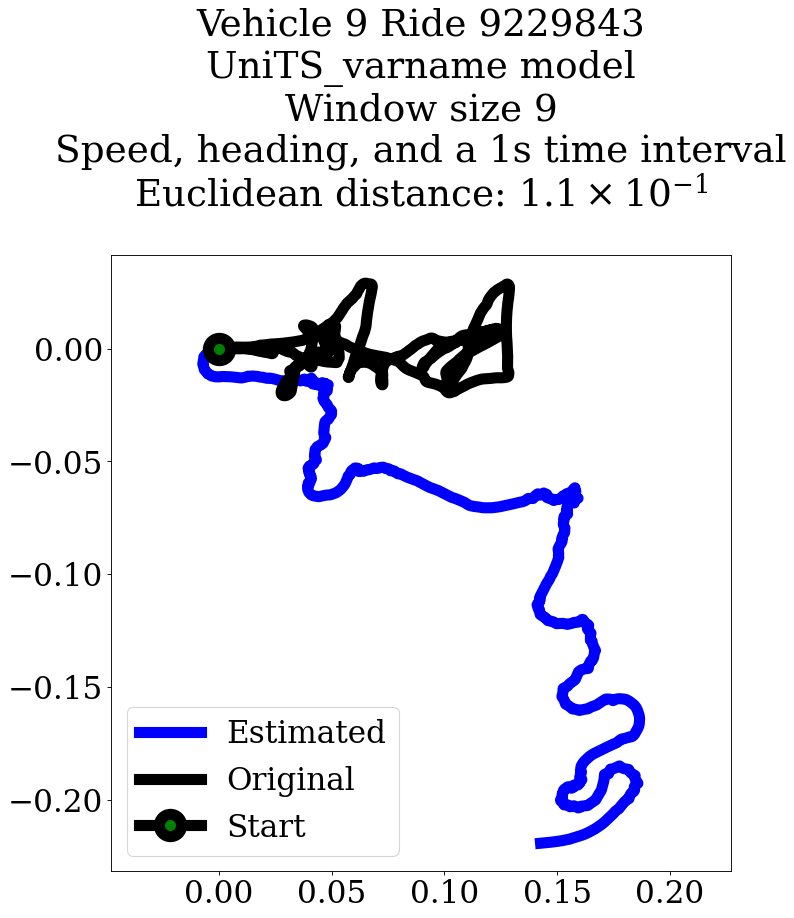 Vehicle 9 Ride 9229843
UniTS_varname model
Window size 9
Speed, heading, and a 1s time interval
Euclidean distance: 1.1 × 10⁻¹
0.00
−0.05
−0.10
−0.15
−0.20
Estimated
Original
Start
0.00 0.05 0.10 0.15 0.20